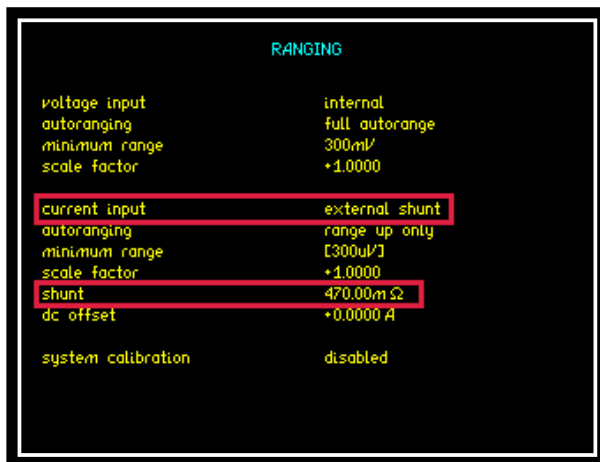 RANGING
voltage input internal
autoranging full autorange
minimum range 300mV
scale factor +1.0000
current input external shunt
autoranging range up only
minimum range [300uV]
scale factor +1.0000
shunt 470.00m Ω
dc offset +0.0000 A
system calibration disabled